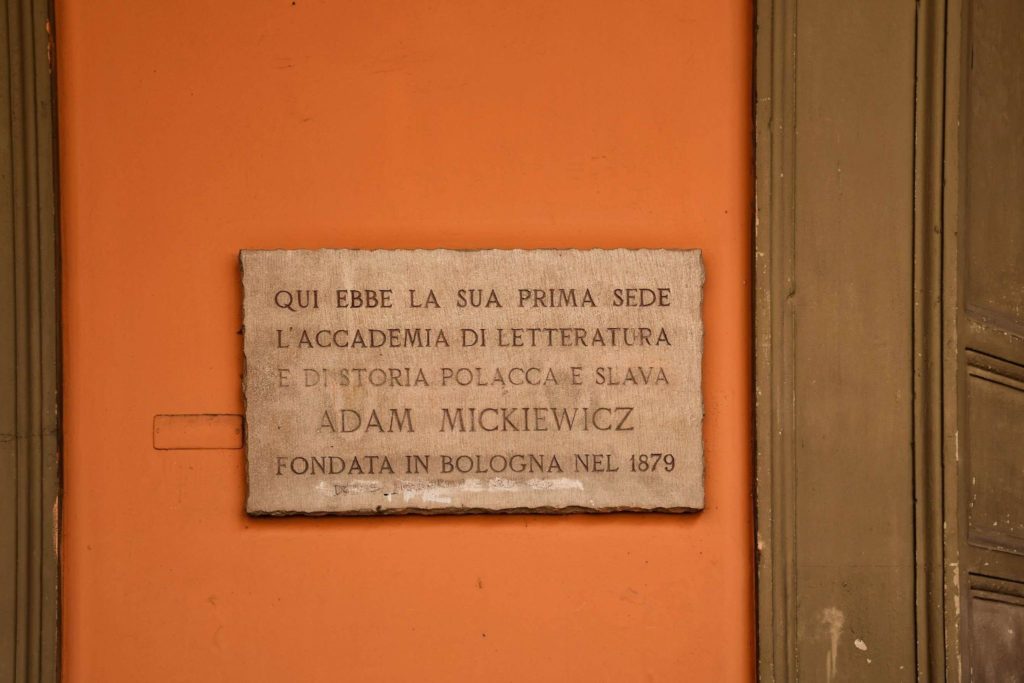 QUI EBBE LA SUA PRIMA SEDE
L'ACCADEMIA DI LETTERATURA
E DI STORIA POLACCA E SLAVA
ADAM MICKIEWICZ
FONDATA IN BOLOGNA NEL 1879